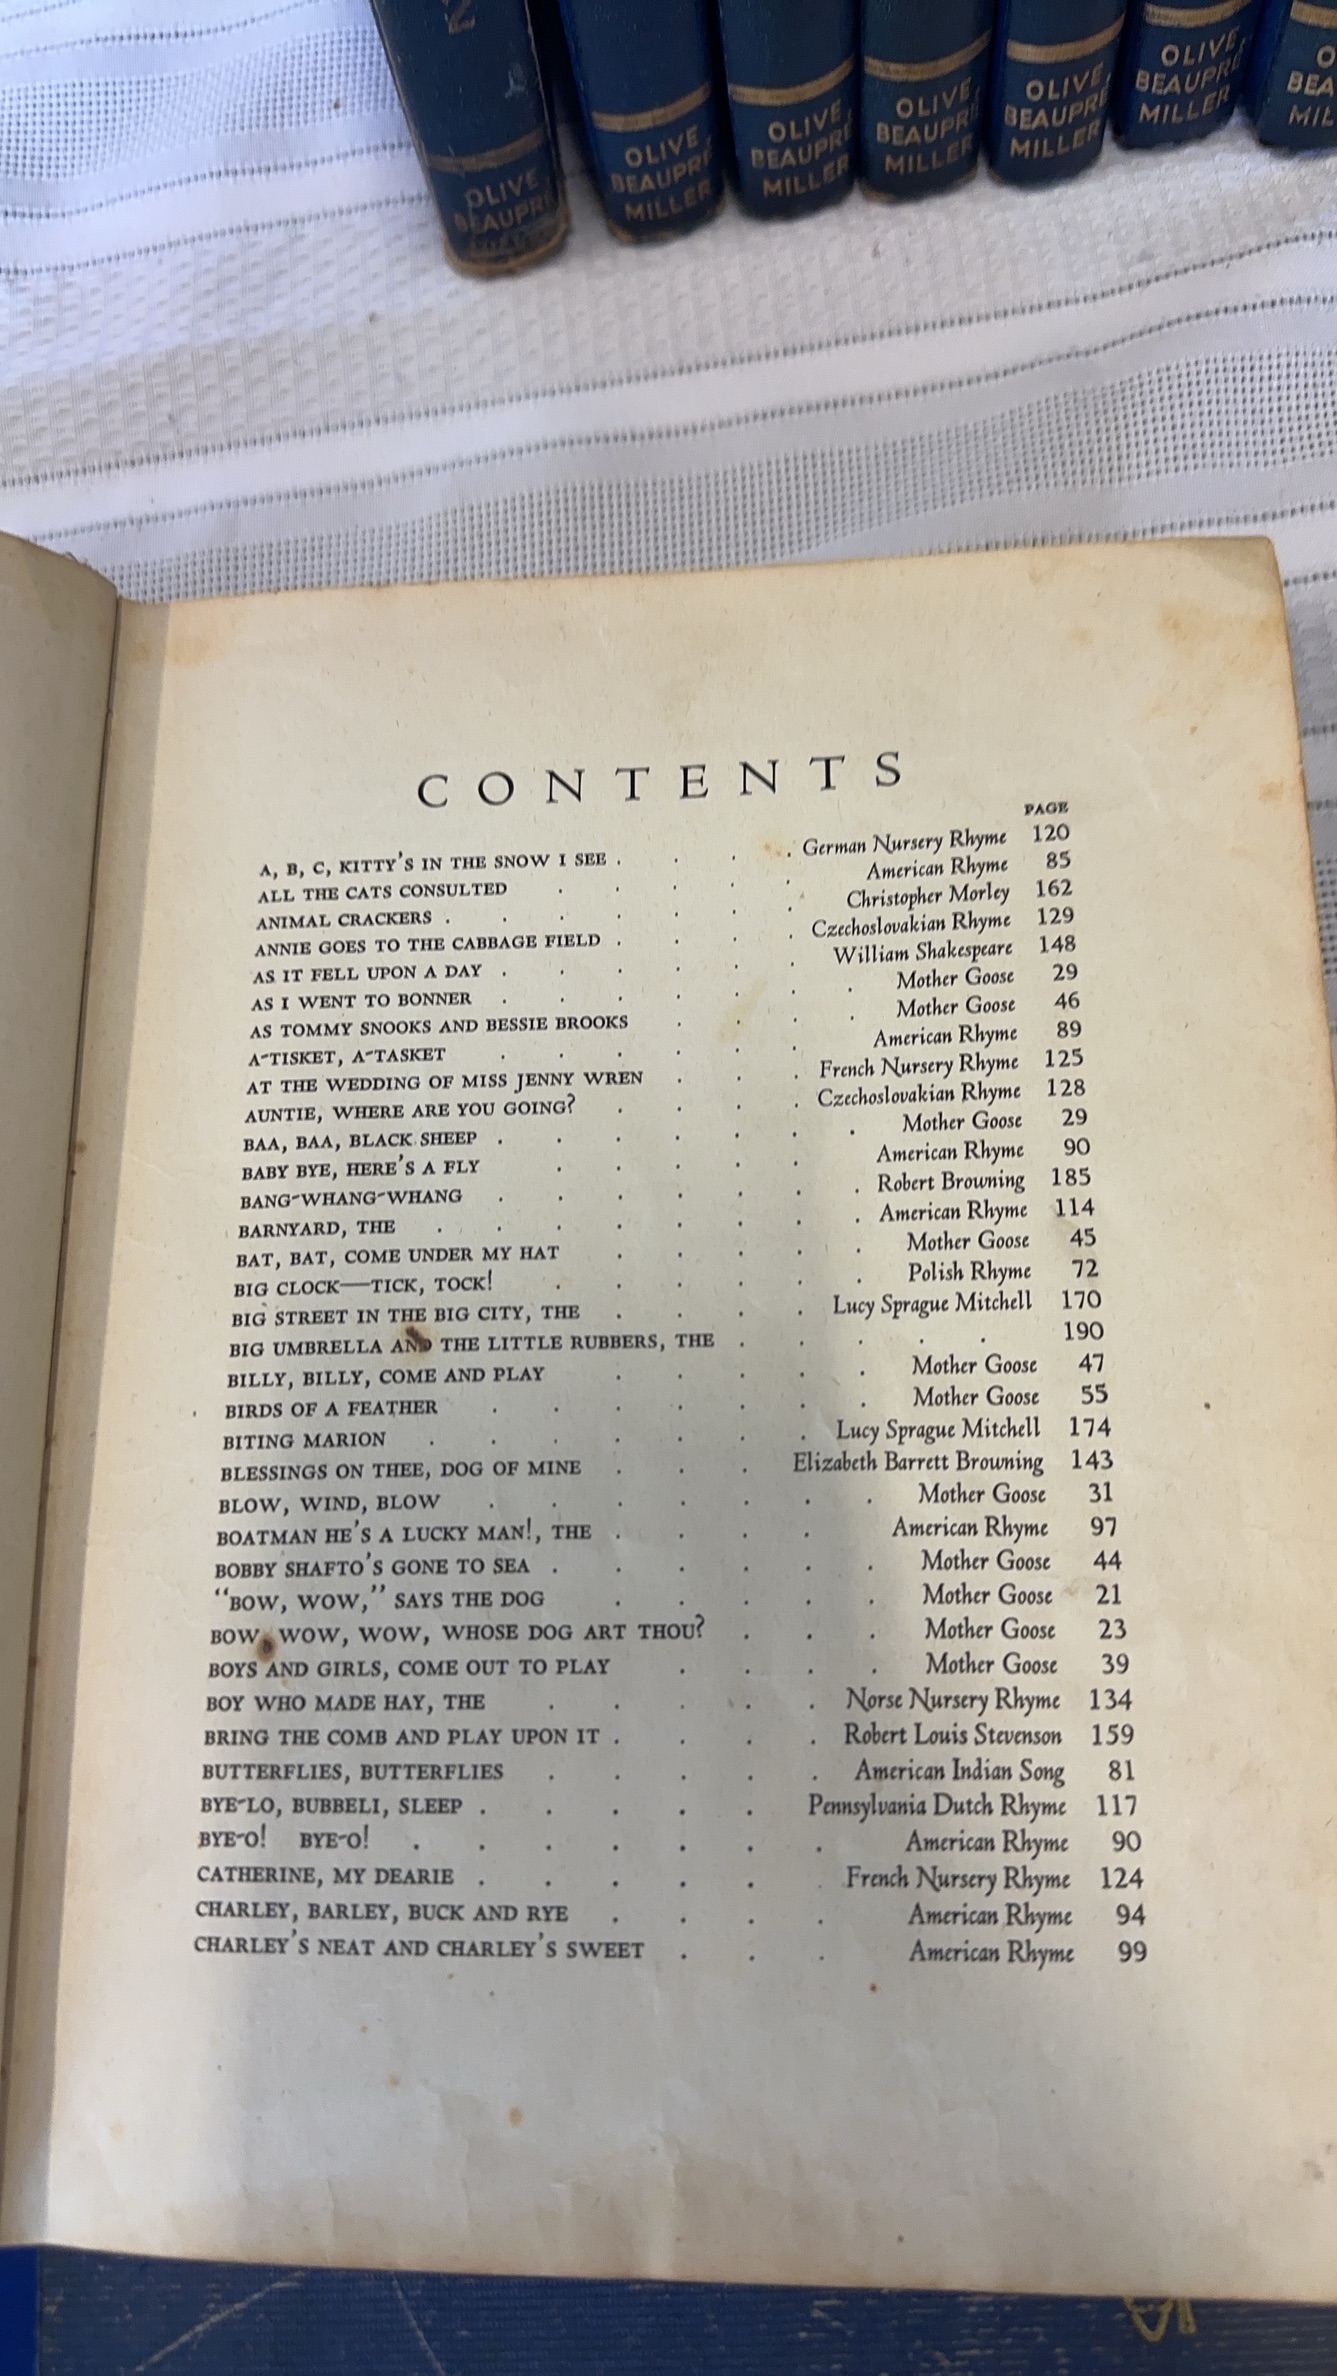 OLIVE
BEAUPRÉ
OLIVE
BEAUPRÉ
MILLER
OLIVE
BEAUPRÉ
MILLER
OLIVE
BEAUPRÉ
MILLER
OLIVE
BEAUPRÉ
MILLER
OLIVE
BEAUPRÉ
MILLER
O
BEA
MIL
CONTENTS
PAGE
A, B, C, KITTY'S IN THE SNOW I SEE . . . . German Nursery Rhyme 120
ALL THE CATS CONSULTED . . . . . American Rhyme 85
ANIMAL CRACKERS . . . . . . . Christopher Morley 162
ANNIE GOES TO THE CABBAGE FIELD . . . . Czechoslovakian Rhyme 129
AS IT FELL UPON A DAY . . . . . . William Shakespeare 148
AS I WENT TO BONNER . . . . . . . Mother Goose 29
AS TOMMY SNOOKS AND BESSIE BROOKS . . . . Mother Goose 46
A-TISKET, A-TASKET . . . . . . American Rhyme 89
AT THE WEDDING OF MISS JENNY WREN . . . French Nursery Rhyme 125
AUNTIE, WHERE ARE YOU GOING? . . . . Czechoslovakian Rhyme 128
BAA, BAA, BLACK SHEEP . . . . . . . Mother Goose 29
BABY BYE, HERE'S A FLY . . . . . American Rhyme 90
BANG-WHANG-WHANG . . . . . . . Robert Browning 185
BARNYARD, THE . . . . . . . . American Rhyme 114
BAT, BAT, COME UNDER MY HAT . . . . . Mother Goose 45
BIG CLOCK—TICK, TOCK! . . . . . . Polish Rhyme 72
BIG STREET IN THE BIG CITY, THE . . . . Lucy Sprague Mitchell 170
BIG UMBRELLA AND THE LITTLE RUBBERS, THE . . . . . 190
BILLY, BILLY, COME AND PLAY . . . . . Mother Goose 47
BIRDS OF A FEATHER . . . . . . . Mother Goose 55
BITING MARION . . . . . . . Lucy Sprague Mitchell 174
BLESSINGS ON THEE, DOG OF MINE . . . Elizabeth Barrett Browning 143
BLOW, WIND, BLOW . . . . . . . Mother Goose 31
BOATMAN HE'S A LUCKY MAN!, THE . . . . American Rhyme 97
BOBBY SHAFTO'S GONE TO SEA . . . . . . Mother Goose 44
"BOW, WOW," SAYS THE DOG . . . . . Mother Goose 21
BOW, WOW, WOW, WHOSE DOG ART THOU? . . . Mother Goose 23
BOYS AND GIRLS, COME OUT TO PLAY . . . . Mother Goose 39
BOY WHO MADE HAY, THE . . . . . Norse Nursery Rhyme 134
BRING THE COMB AND PLAY UPON IT . . . . Robert Louis Stevenson 159
BUTTERFLIES, BUTTERFLIES . . . . . American Indian Song 81
BYE-LO, BUBBELI, SLEEP . . . . . Pennsylvania Dutch Rhyme 117
BYE-O! BYE-O! . . . . . . . American Rhyme 90
CATHERINE, MY DEARIE . . . . . . French Nursery Rhyme 124
CHARLEY, BARLEY, BUCK AND RYE . . . . American Rhyme 94
CHARLEY'S NEAT AND CHARLEY'S SWEET . . . American Rhyme 99